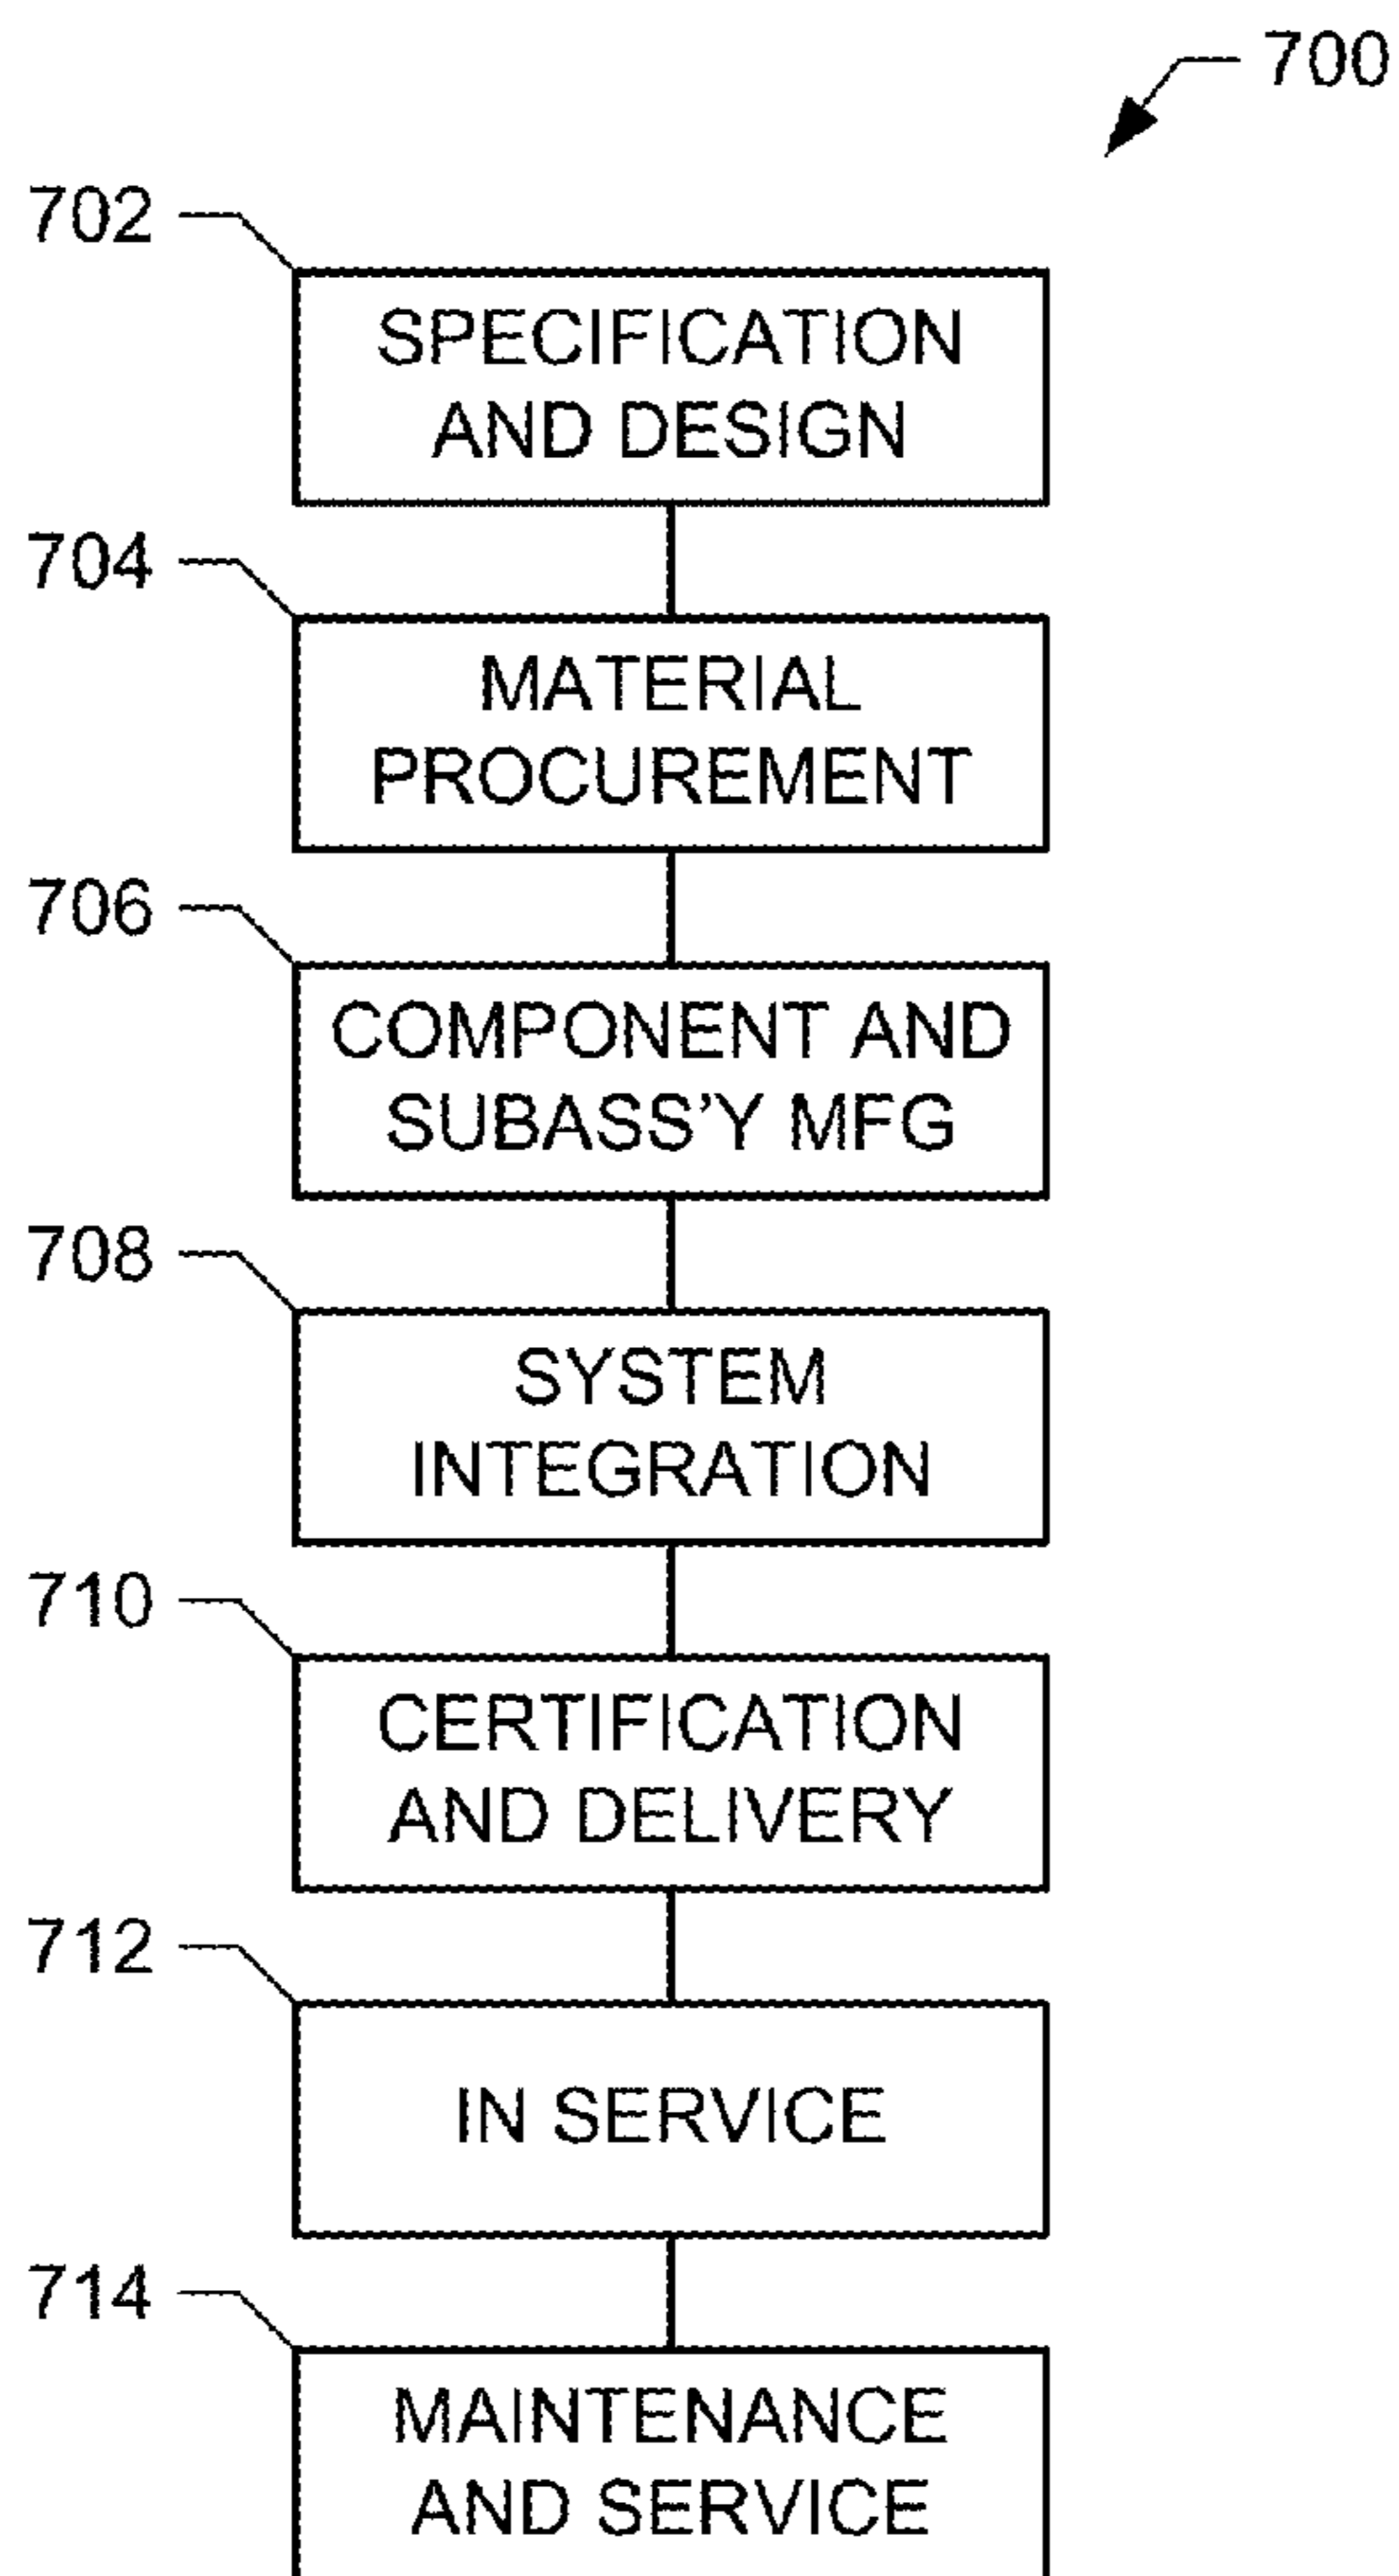 700
702
SPECIFICATION
AND DESIGN
704
MATERIAL
PROCUREMENT
706
COMPONENT AND
SUBASS’Y MFG
708
SYSTEM
INTEGRATION
710
CERTIFICATION
AND DELIVERY
712
IN SERVICE
714
MAINTENANCE
AND SERVICE